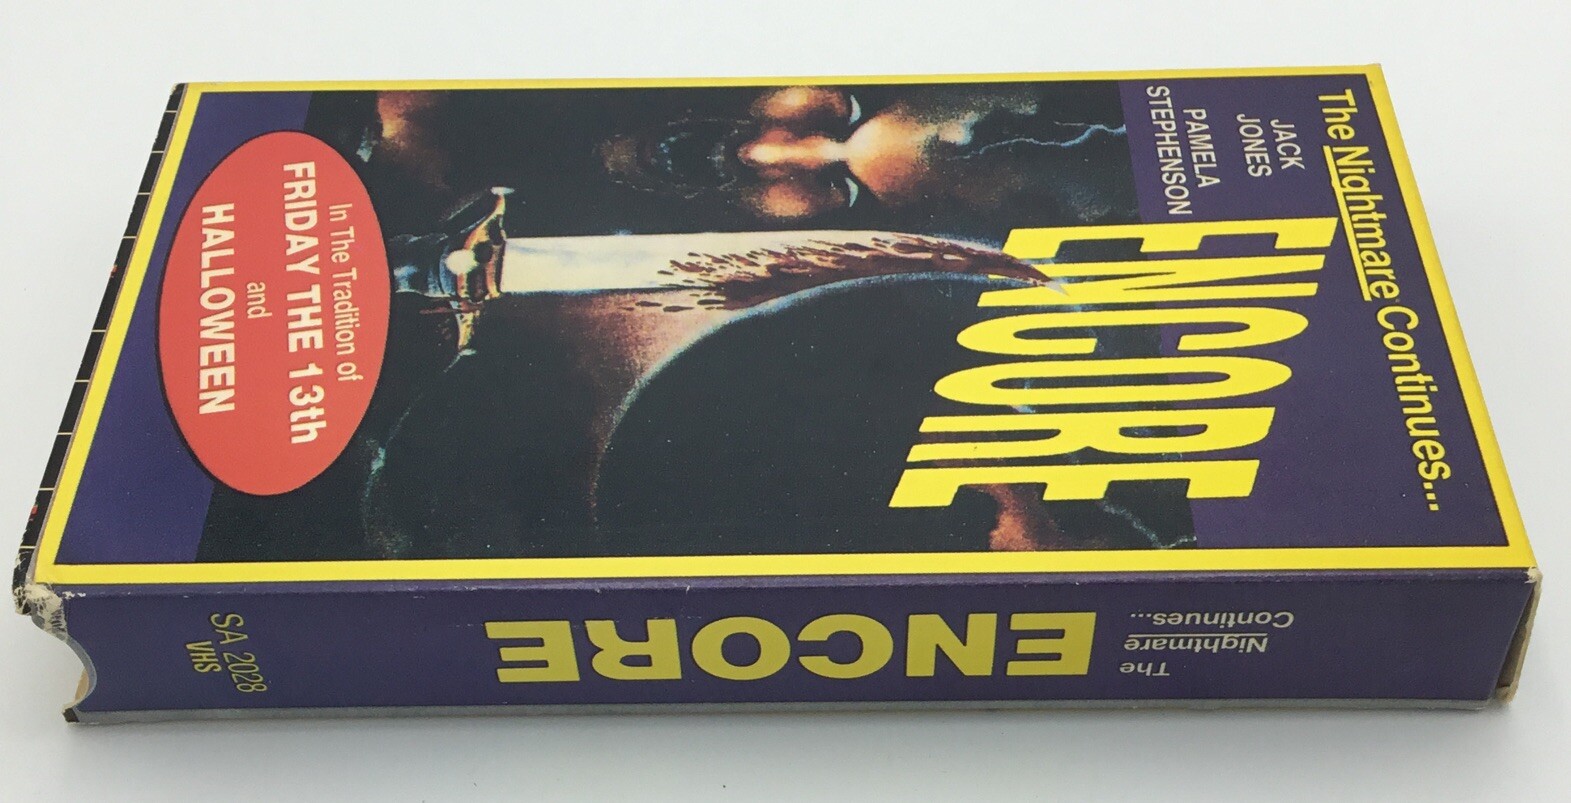 The Nightmare Continues...
JACK
JONES
PAMELA
STEPHENSON
ENCORE
In The Tradition of
FRIDAY THE 13th
and
HALLOWEEN
The
Nightmare
Continues...
ENCORE
SA 2028
VHS